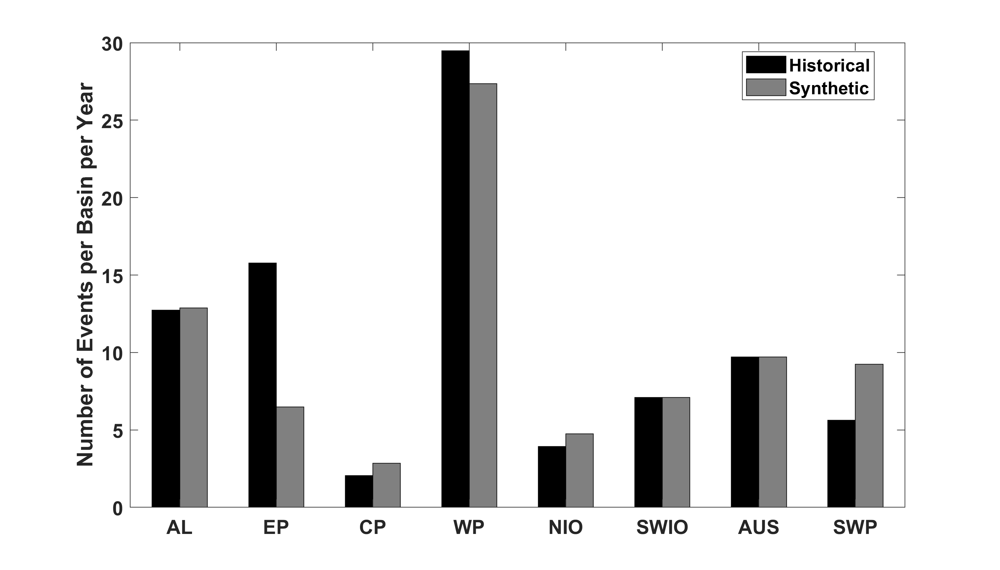 Number of Events per Basin per Year
30
25
20
15
10
5
0
Historical
Synthetic
AL EP CP WP NIO SWIO AUS SWP